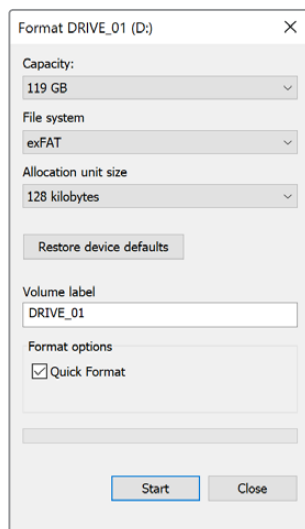 Format DRIVE_01 (D:)
Capacity:
119 GB
File system
exFAT
Allocation unit size
128 kilobytes
Restore device defaults
Volume label
DRIVE_01
Format options
Quick Format
Start Close